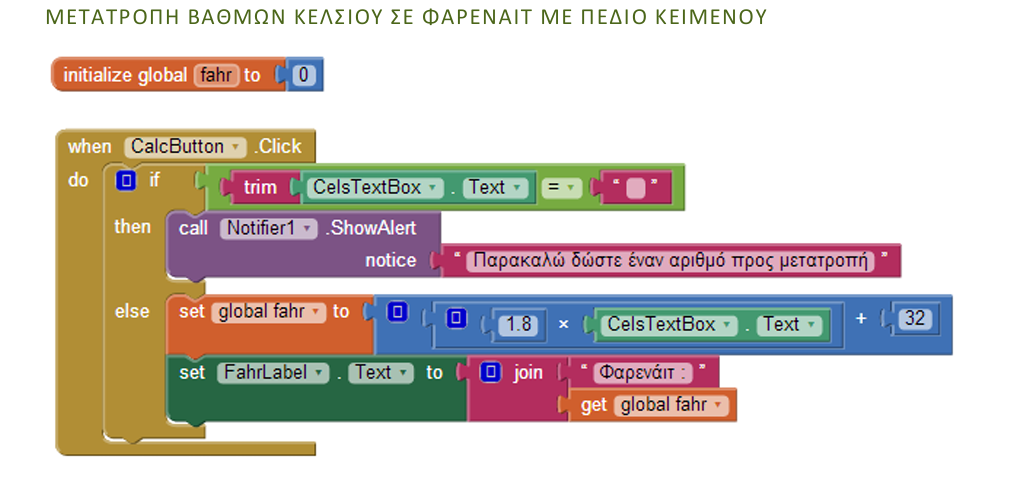 ΜΕΤΑΤΡΟΠΗ ΒΑΘΜΩΝ ΚΕΛΣΙΟΥ ΣΕ ΦΑΡΕΝΑΙΤ ΜΕ ΠΕΔΙΟ ΚΕΙΜΕΝΟΥ
initialize global fahr to 0
when CalcButton .Click
do if trim CelsTextBox . Text = “ ”
then call Notifier1 .ShowAlert
notice “ Παρακαλώ δώστε έναν αριθμό προς μετατροπή ”
else set global fahr to 1.8 × CelsTextBox . Text + 32
set FahrLabel . Text to join “ Φαρενάιτ : ”
get global fahr